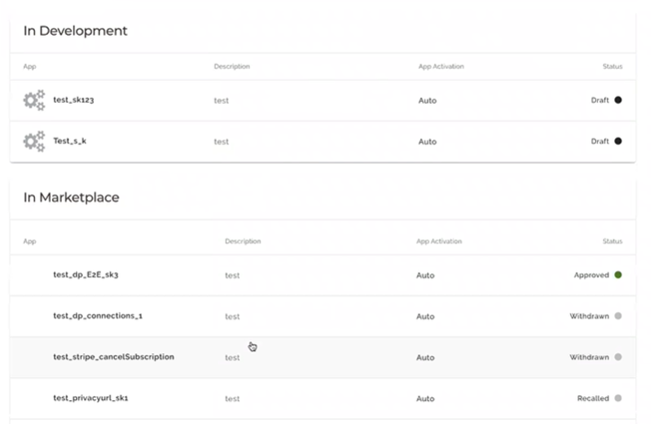 In Development
App Description App Activation Status
test_sk123 test Auto Draft
Test_s_k test Auto Draft
In Marketplace
App Description App Activation Status
test_dp_E2E_sk3 test Auto Approved
test_dp_connections_1 test Auto Withdrawn
test_stripe_cancelSubscription test Auto Withdrawn
test_privacyurl_sk1 test Auto Recalled